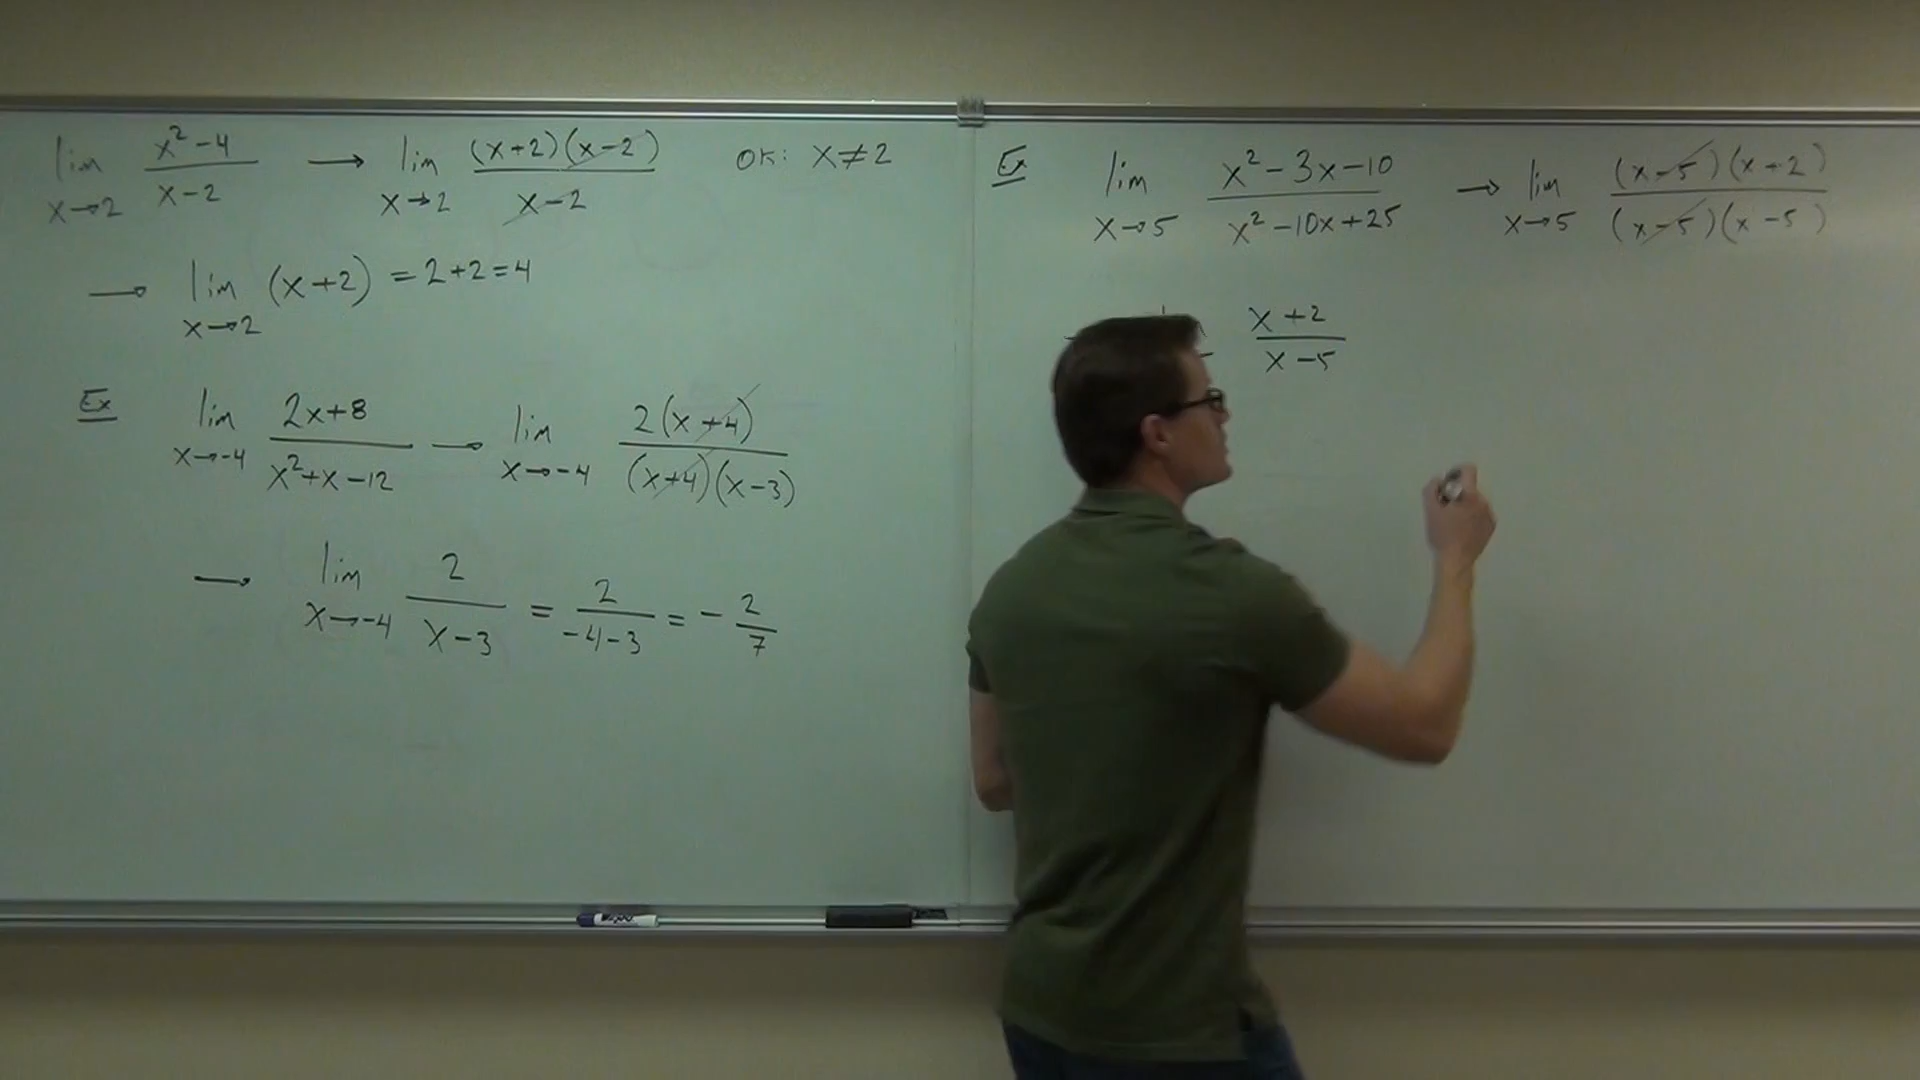 lim x→2 x²-4/x-2 → lim x→2 (x+2)(x-2)/x-2 OK: x≠2
→ lim x→2 (x+2) = 2+2=4
Ex lim x→-4 2x+8/x²+x-12 → lim x→-4 2(x+4)/(x+4)(x-3)
→ lim x→-4 2/x-3 = 2/-4-3 = -2/7
Ex lim x→5 x²-3x-10/x²-10x+25 → lim x→5 (x-5)(x+2)/(x-5)(x-5)
x+2/x-5